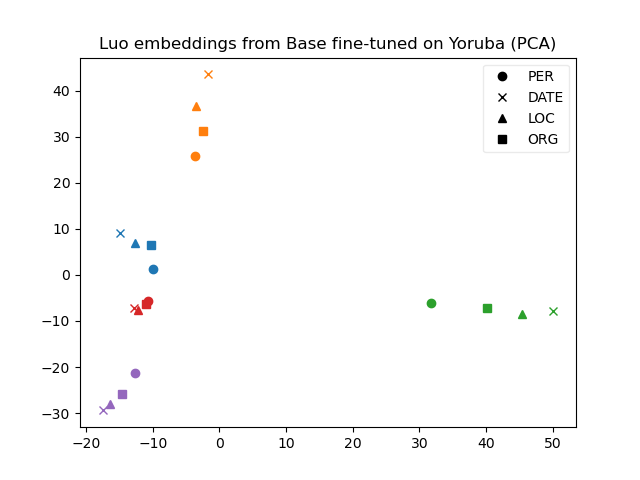 Luo embeddings from Base fine-tuned on Yoruba (PCA)
PER
DATE
LOC
ORG
40
30
20
10
0
−10
−20
−30
−20 −10 0 10 20 30 40 50